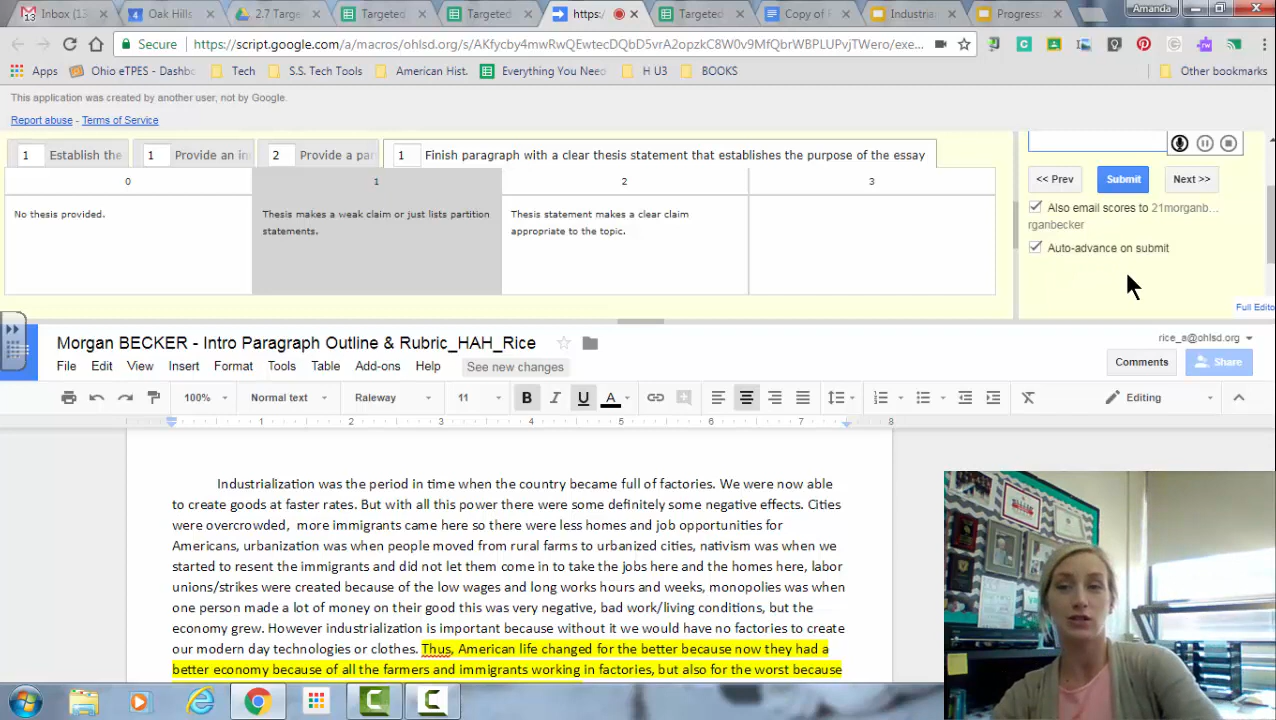 Inbox (13
Oak Hills
2.7 Targe
Targeted
Targeted
https:
Targeted
Copy of F
Industria
Progress
Amanda
Secure
https://script.google.com/a/macros/ohlsd.org/s/AKfycby4mwRwQEwtecDQbD5vrA2opzkC8W0v9MfQbrWBPLUPvjTWero/exe...
Apps
Ohio eTPES - Dashbo
Tech
S.S. Tech Tools
American Hist.
Everything You Need
H U3
BOOKS
Other bookmarks
This application was created by another user, not by Google.
Report abuse - Terms of Service
1 Establish the
1 Provide an in
2 Provide a par
1 Finish paragraph with a clear thesis statement that establishes the purpose of the essay
0
1
2
3
No thesis provided.
Thesis makes a weak claim or just lists partition
statements.
Thesis statement makes a clear claim
appropriate to the topic.
<< Prev
Submit
Next >>
Also email scores to 21morganb...
rganbecker
Auto-advance on submit
Full Edito
Morgan BECKER - Intro Paragraph Outline & Rubric_HAH_Rice
rice_a@ohlsd.org
File
Edit
View
Insert
Format
Tools
Table
Add-ons
Help
See new changes
Comments
Share
100%
Normal text
Raleway
11
B
I
U
A
Editing
1
2
3
4
5
6
7
8
Industrialization was the period in time when the country became full of factories. We were now able
to create goods at faster rates. But with all this power there were some definitely some negative effects. Cities
were overcrowded, more immigrants came here so there were less homes and job opportunities for
Americans, urbanization was when people moved from rural farms to urbanized cities, nativism was when we
started to resent the immigrants and did not let them come in to take the jobs here and the homes here, labor
unions/strikes were created because of the low wages and long works hours and weeks, monopolies was when
one person made a lot of money on their good this was very negative, bad work/living conditions, but the
economy grew. However industrialization is important because without it we would have no factories to create
our modern day technologies or clothes. Thus, American life changed for the better because now they had a
better economy because of all the farmers and immigrants working in factories, but also for the worst because